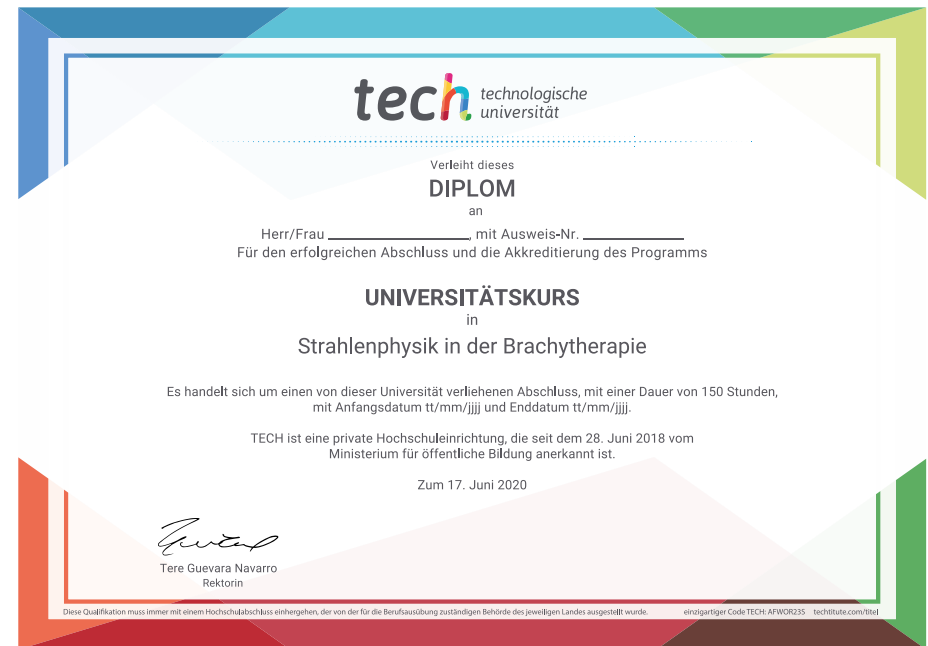 tech technologische
universität
Verleiht dieses
DIPLOM
an
Herr/Frau ____________________, mit Ausweis-Nr. ______________
Für den erfolgreichen Abschluss und die Akkreditierung des Programms
UNIVERSITÄTSKURS
in
Strahlenphysik in der Brachytherapie
Es handelt sich um einen von dieser Universität verliehenen Abschluss, mit einer Dauer von 150 Stunden,
mit Anfangsdatum tt/mm/jjjj und Enddatum tt/mm/jjjj.
TECH ist eine private Hochschuleinrichtung, die seit dem 28. Juni 2018 vom
Ministerium für öffentliche Bildung anerkannt ist.
Zum 17. Juni 2020
Tere Guevara Navarro
Rektorin
Diese Qualifikation muss immer mit einem Hochschulabschluss einhergehen, der von der für die Berufsausübung zuständigen Behörde des jeweiligen Landes ausgestellt wurde. einzigartiger Code TECH: AFWOR23S techtitute.com/titel